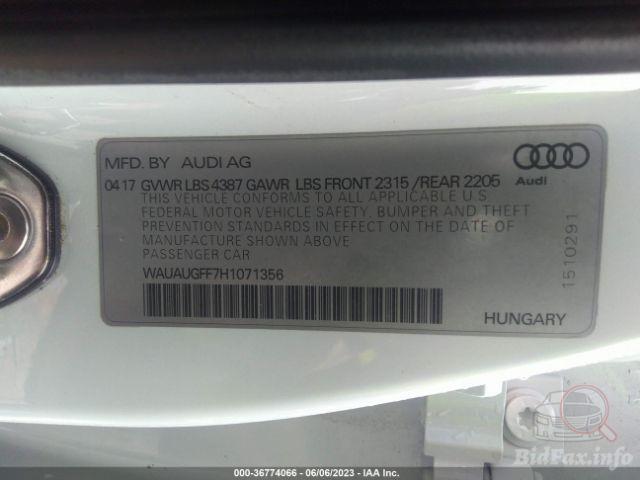 MFD. BY AUDI AG
04 17 GVWR LBS 4387 GAWR LBS FRONT 2315 /REAR 2205
THIS VEHICLE CONFORMS TO ALL APPLICABLE U.S
FEDERAL MOTOR VEHICLE SAFETY, BUMPER AND THEFT
PREVENTION STANDARDS IN EFFECT ON THE DATE OF
MANUFACTURE SHOWN ABOVE
PASSENGER CAR
WAUAUGFF7H1071356
Audi
1510291
HUNGARY
BidFax.info
000-36774066 - 06/06/2023 - IAA Inc.